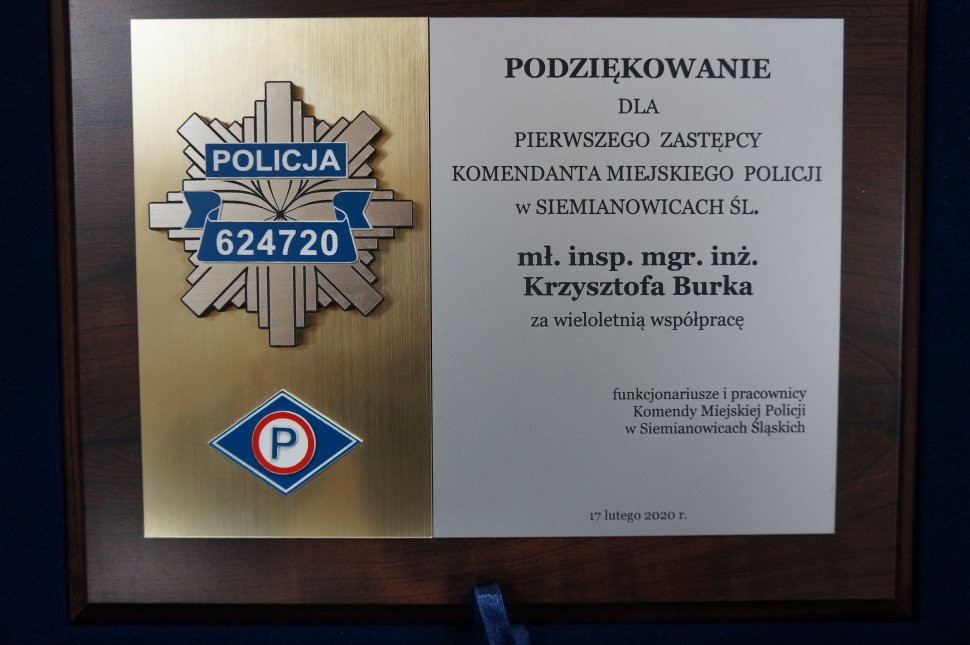 POLICJA
624720
P
PODZIĘKOWANIE
DLA
PIERWSZEGO ZASTĘPCY
KOMENDANTA MIEJSKIEGO POLICJI
w SIEMIANOWICACH ŚL.
mł. insp. mgr. inż.
Krzysztofa Burka
za wieloletnią współpracę
funkcjonariusze i pracownicy
Komendy Miejskiej Policji
w Siemianowicach Śląskich
17 lutego 2020 r.